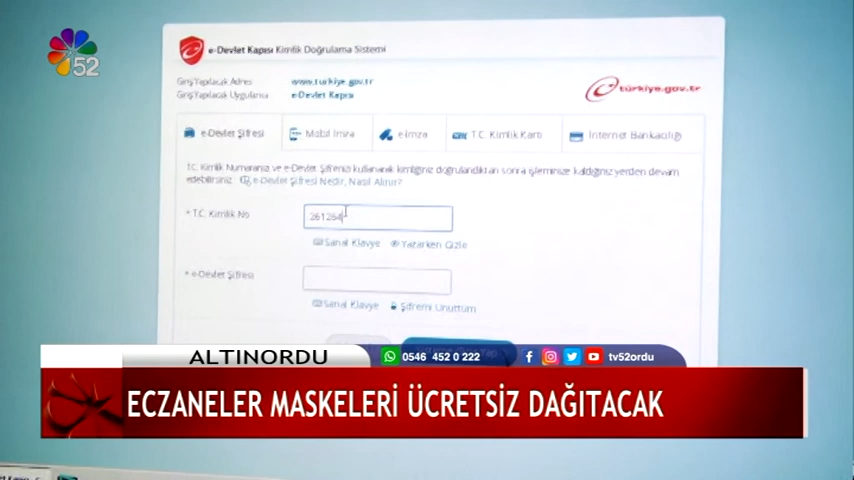 52
e-Devlet Kapısı Kimlik Doğrulama Sistemi
Giriş Yapılacak Adres www.turkiye.gov.tr
Giriş Yapılacak Uygulama e-Devlet Kapısı
türkiye.gov.tr
e-Devlet Şifresi Mobil İmza e-İmza T.C. Kimlik Kartı İnternet Bankacılığı
T.C. Kimlik Numaranızı ve e-Devlet Şifrenizi kullanarak kimliğiniz doğrulandıktan sonra işleminize kaldığınız yerden devam
edebilirsiniz. e-Devlet Şifresi Nedir, Nasıl Alınır?
* T.C. Kimlik No 261264
Sanal Klavye Yazarken Gizle
* e-Devlet Şifresi
Sanal Klavye Şifremi Unuttum
ALTINORDU 0546 452 0 222 tv52ordu
ECZANELER MASKELERİ ÜCRETSİZ DAĞITACAK